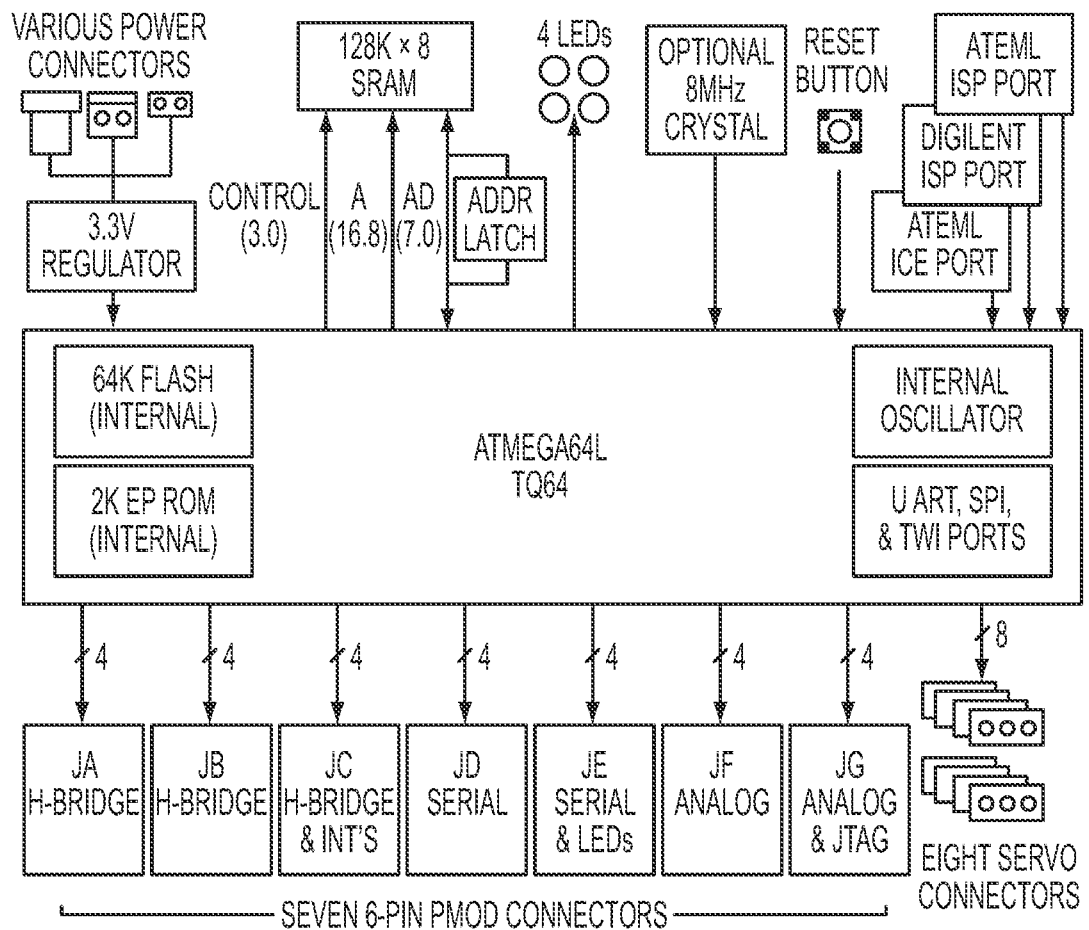 VARIOUS POWER
CONNECTORS
3.3V
REGULATOR
128K × 8
SRAM
CONTROL
(3.0)
A
(16.8)
AD
(7.0)
ADDR
LATCH
4 LEDs
OPTIONAL
8MHz
CRYSTAL
RESET
BUTTON
ATEML
ISP PORT
DIGILENT
ISP PORT
ATEML
ICE PORT
64K FLASH
(INTERNAL)
2K EP ROM
(INTERNAL)
ATMEGA64L
TQ64
INTERNAL
OSCILLATOR
U ART, SPI,
& TWI PORTS
4
4
4
4
4
4
4
8
JA
H-BRIDGE
JB
H-BRIDGE
JC
H-BRIDGE
& INT'S
JD
SERIAL
JE
SERIAL
& LEDs
JF
ANALOG
JG
ANALOG
& JTAG
EIGHT SERVO
CONNECTORS
SEVEN 6-PIN PMOD CONNECTORS